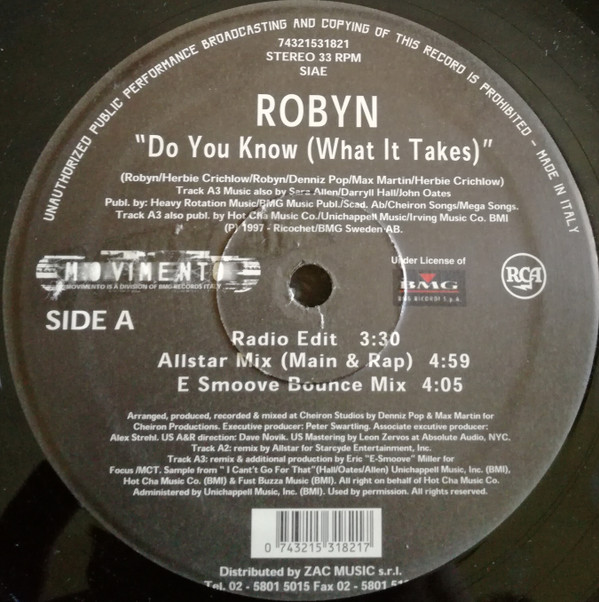 UNAUTHORIZED PUBLIC PERFORMANCE BROADCASTING AND COPYING OF THIS RECORD IS PROHIBITED - MADE IN ITALY
74321531821
STEREO 33 RPM
SIAE
ROBYN
"Do You Know (What It Takes)"
(Robyn/Herbie Crichlow/Robyn/Denniz Pop/Max Martin/Herbie Crichlow)
Track A3 Music also by Sara Allen/Darryll Hall/John Oates
Publ. by: Heavy Rotation Music/BMG Music Publ./Scad. Ab/Cheiron Songs/Mega Songs.
Track A3 also publ. by Hot Cha Music Co./Unichappell Music/Irving Music Co. BMI
(P) 1997 - Ricochet/BMG Sweden AB.
MOVIMENTO
MOVIMENTO IS A DIVISION OF BMG RECORDS ITALY
Under License of
BMG
BMG RICORDI S.p.A.
RCA
SIDE A
Radio Edit 3:30
Allstar Mix (Main & Rap) 4:59
E Smoove Bounce Mix 4:05
Arranged, produced, recorded & mixed at Cheiron Studios by Denniz Pop & Max Martin for
Cheiron Productions. Executive producer: Peter Swartling. Associate excutive producer:
Alex Strehl. US A&R direction: Dave Novik. US Mastering by Leon Zervos at Absolute Audio, NYC.
Track A2: remix by Allstar for Starcyde Entertainment, Inc.
Track A3: remix & additional production by Eric "E-Smoove" Miller for
Focus /MCT. Sample from " I Cant't Go For That"(Hall/Oates/Allen) Unichappell Music, Inc. (BMI),
Hot Cha Music Co. (BMI) & Fust Buzza Music (BMI). All right on behalf of Hot Cha Music Co.
Administered by Unichappell Music, Inc. (BMI). Used by permission. All rights reserved.
0 743215 318217
Distributed by ZAC MUSIC s.r.l.
Tel. 02 - 5801 5015 Fax 02 - 5801